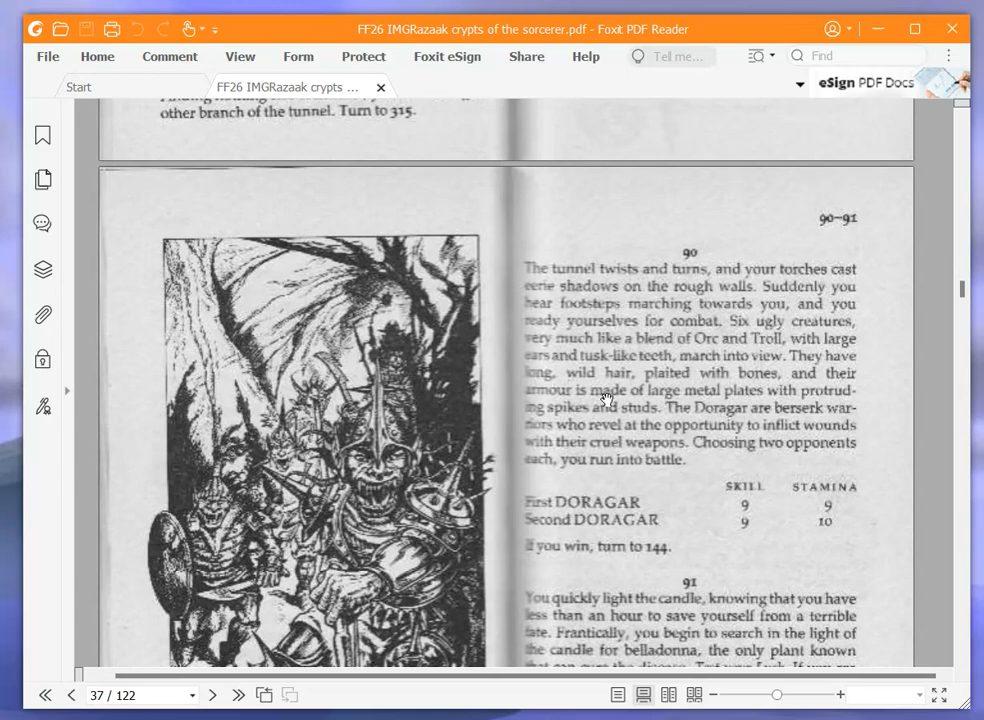 FF26 IMGRazaak crypts of the sorcerer.pdf - Foxit PDF Reader
File Home Comment View Form Protect Foxit eSign Share Help Tell me... Find
Start FF26 IMGRazaak crypts ... eSign PDF Docs
other branch of the tunnel. Turn to 315.
90–91
90
The tunnel twists and turns, and your torches cast
eerie shadows on the rough walls. Suddenly you
hear footsteps marching towards you, and you
ready yourselves for combat. Six ugly creatures,
very much like a blend of Orc and Troll, with large
ears and tusk-like teeth, march into view. They have
long, wild hair, plaited with bones, and their
armour is made of large metal plates with protrud-
ing spikes and studs. The Doragar are berserk war-
riors who revel at the opportunity to inflict wounds
with their cruel weapons. Choosing two opponents
each, you run into battle.
SKILL STAMINA
First DORAGAR 9 9
Second DORAGAR 9 10
If you win, turn to 144.
91
You quickly light the candle, knowing that you have
less than an hour to save yourself from a terrible
fate. Frantically, you begin to search in the light of
the candle for belladonna, the only plant known
37 / 122